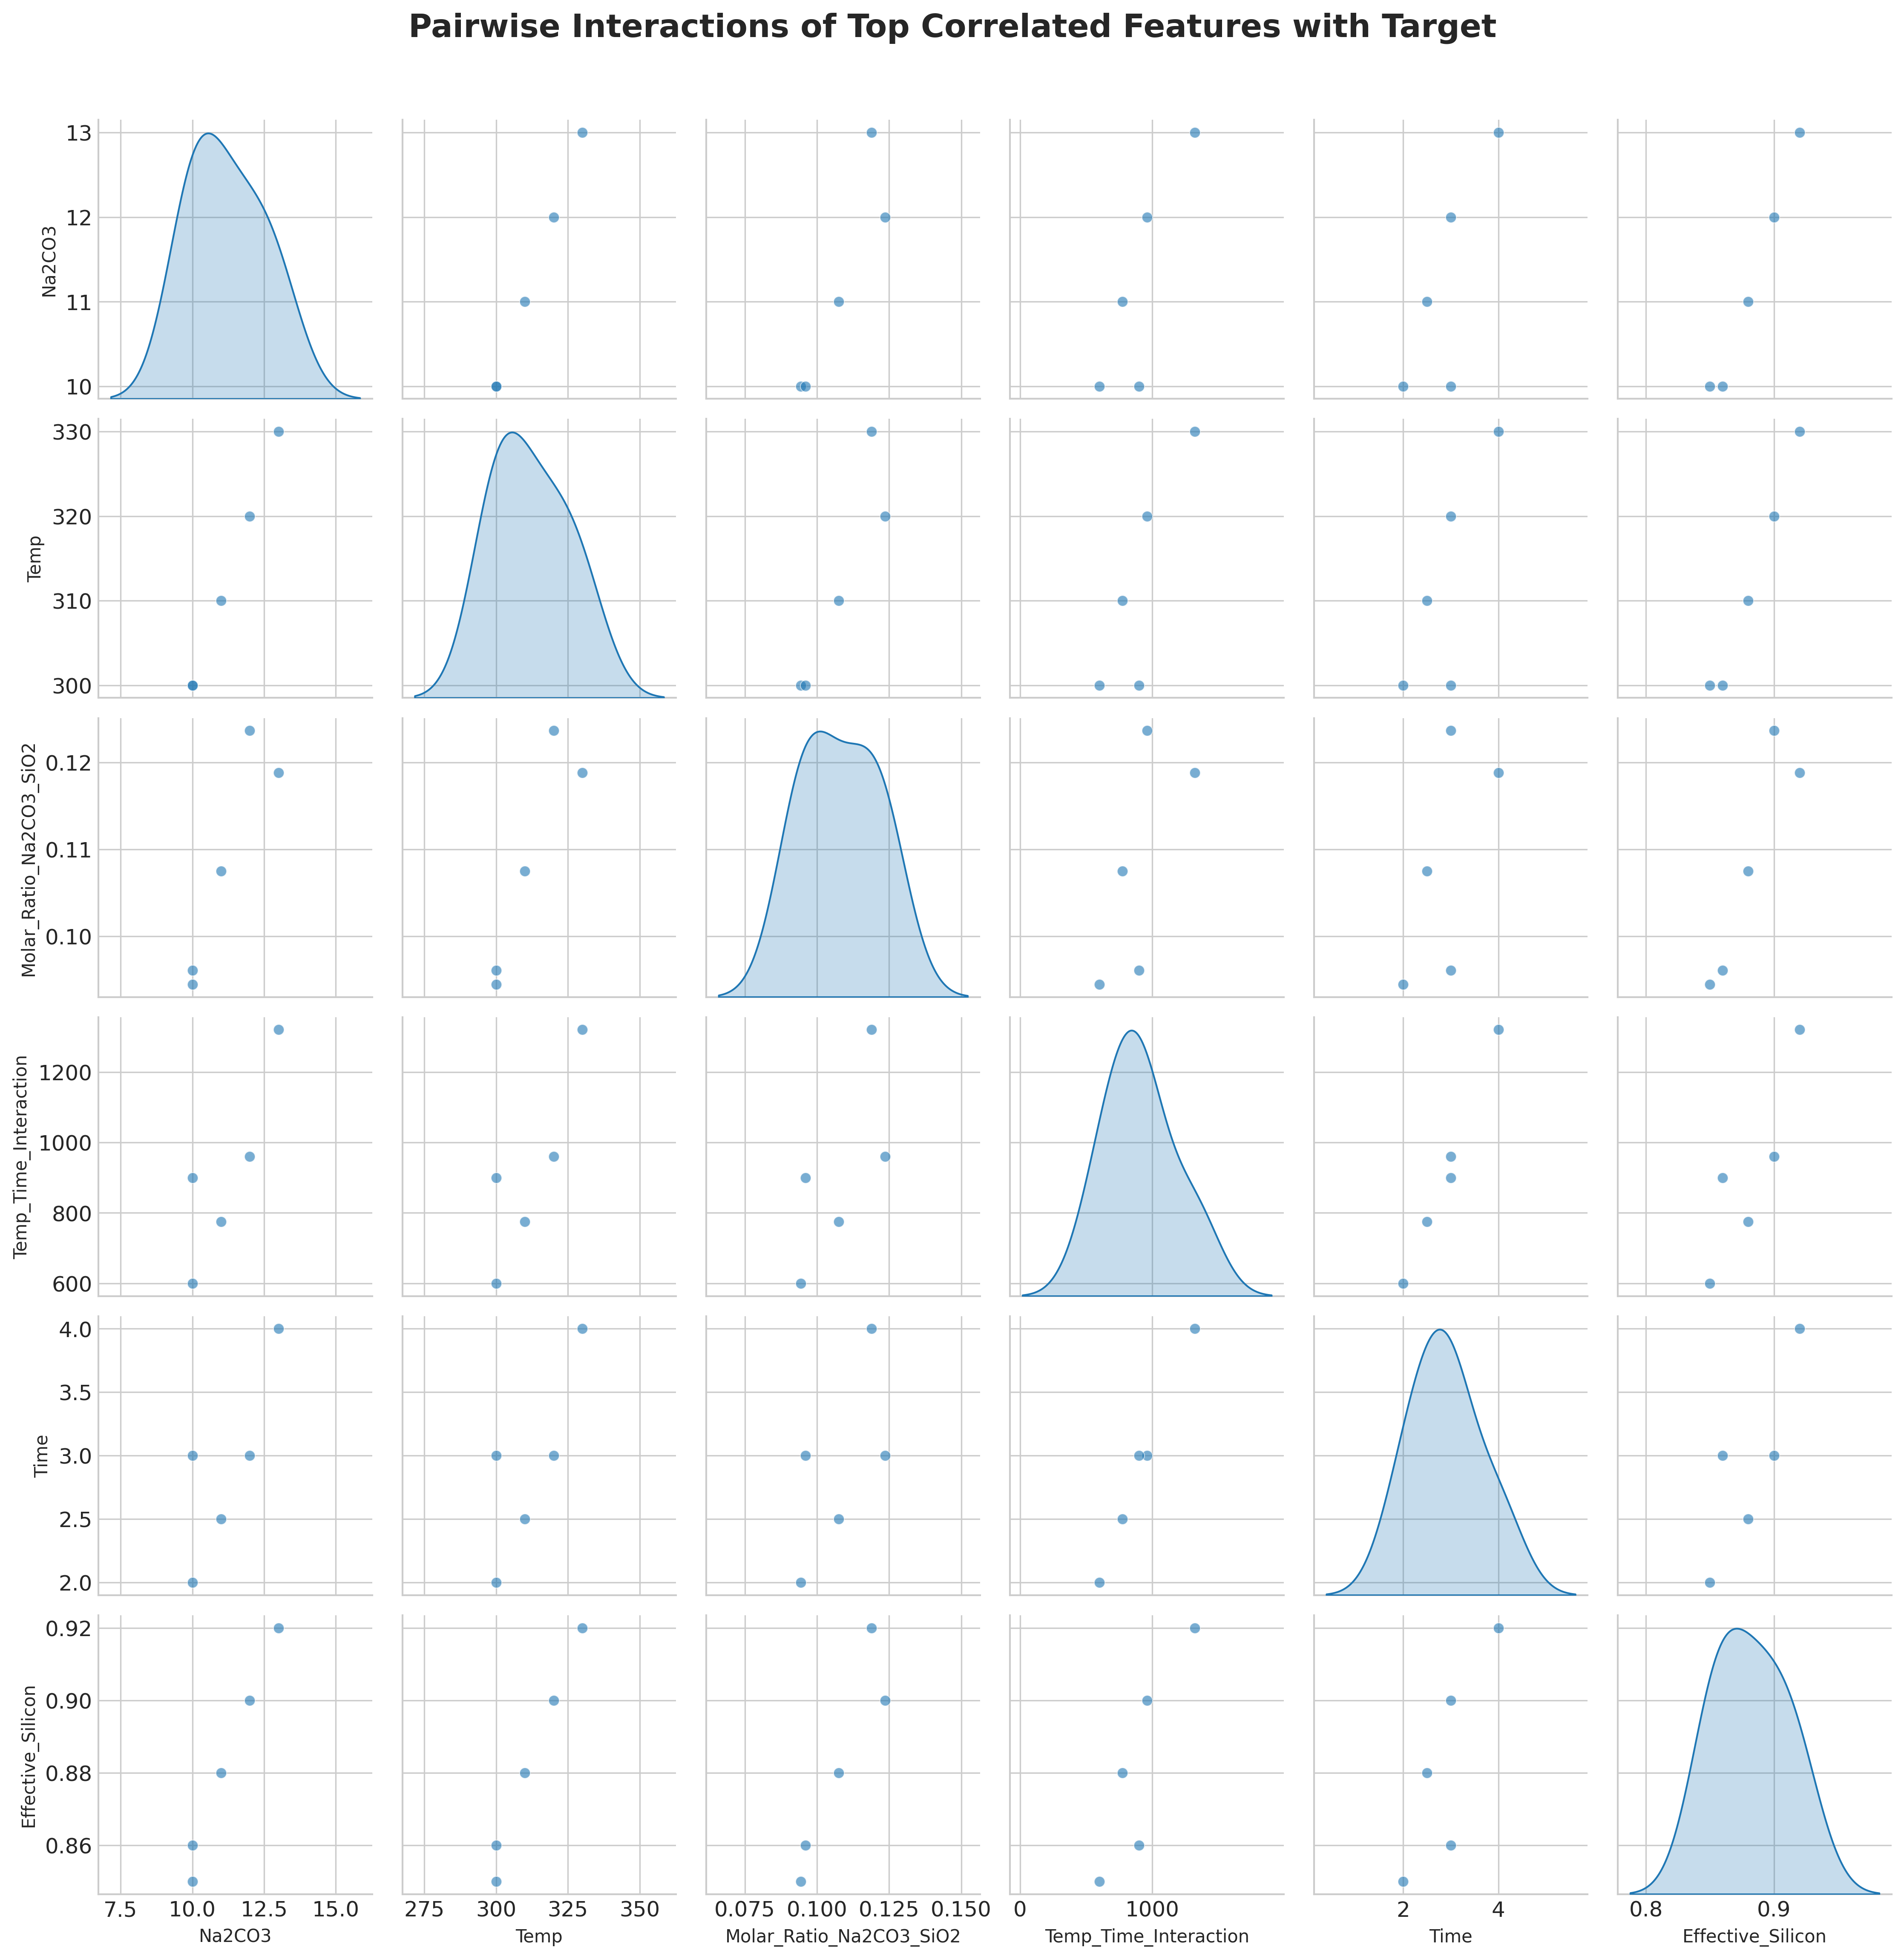 Pairwise Interactions of Top Correlated Features with Target
13
12
11
10
Na2CO3
330
320
310
300
Temp
0.12
0.11
0.10
Molar_Ratio_Na2CO3_SiO2
1200
1000
800
600
Temp_Time_Interaction
4.0
3.5
3.0
2.5
2.0
Time
0.92
0.90
0.88
0.86
Effective_Silicon
7.5 10.0 12.5 15.0 275 300 325 350 0.075 0.100 0.125 0.150 0 1000 2 4 0.8 0.9
Na2CO3 Temp Molar_Ratio_Na2CO3_SiO2 Temp_Time_Interaction Time Effective_Silicon